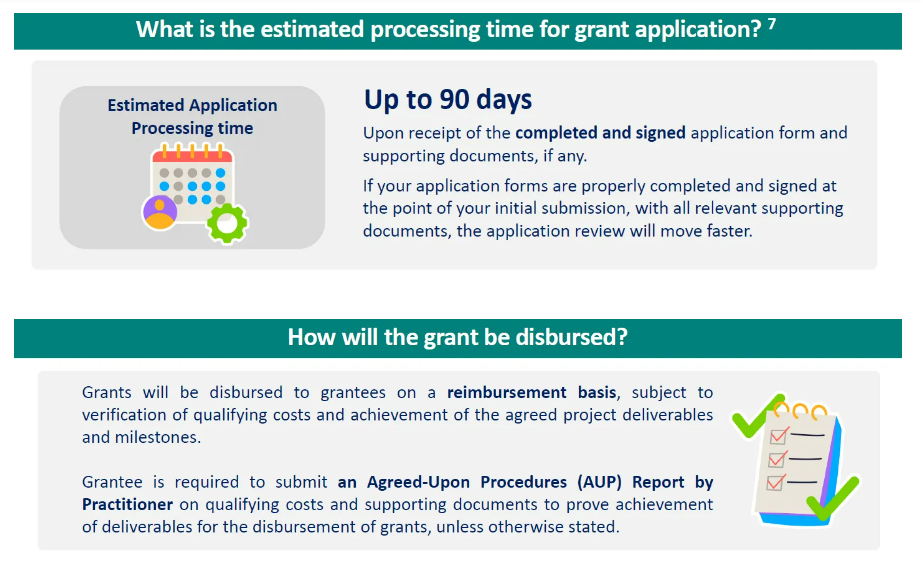 What is the estimated processing time for grant application? 7
Estimated Application
Processing time
Up to 90 days
Upon receipt of the completed and signed application form and
supporting documents, if any.
If your application forms are properly completed and signed at
the point of your initial submission, with all relevant supporting
documents, the application review will move faster.
How will the grant be disbursed?
Grants will be disbursed to grantees on a reimbursement basis, subject to
verification of qualifying costs and achievement of the agreed project deliverables
and milestones.
Grantee is required to submit an Agreed-Upon Procedures (AUP) Report by
Practitioner on qualifying costs and supporting documents to prove achievement
of deliverables for the disbursement of grants, unless otherwise stated.